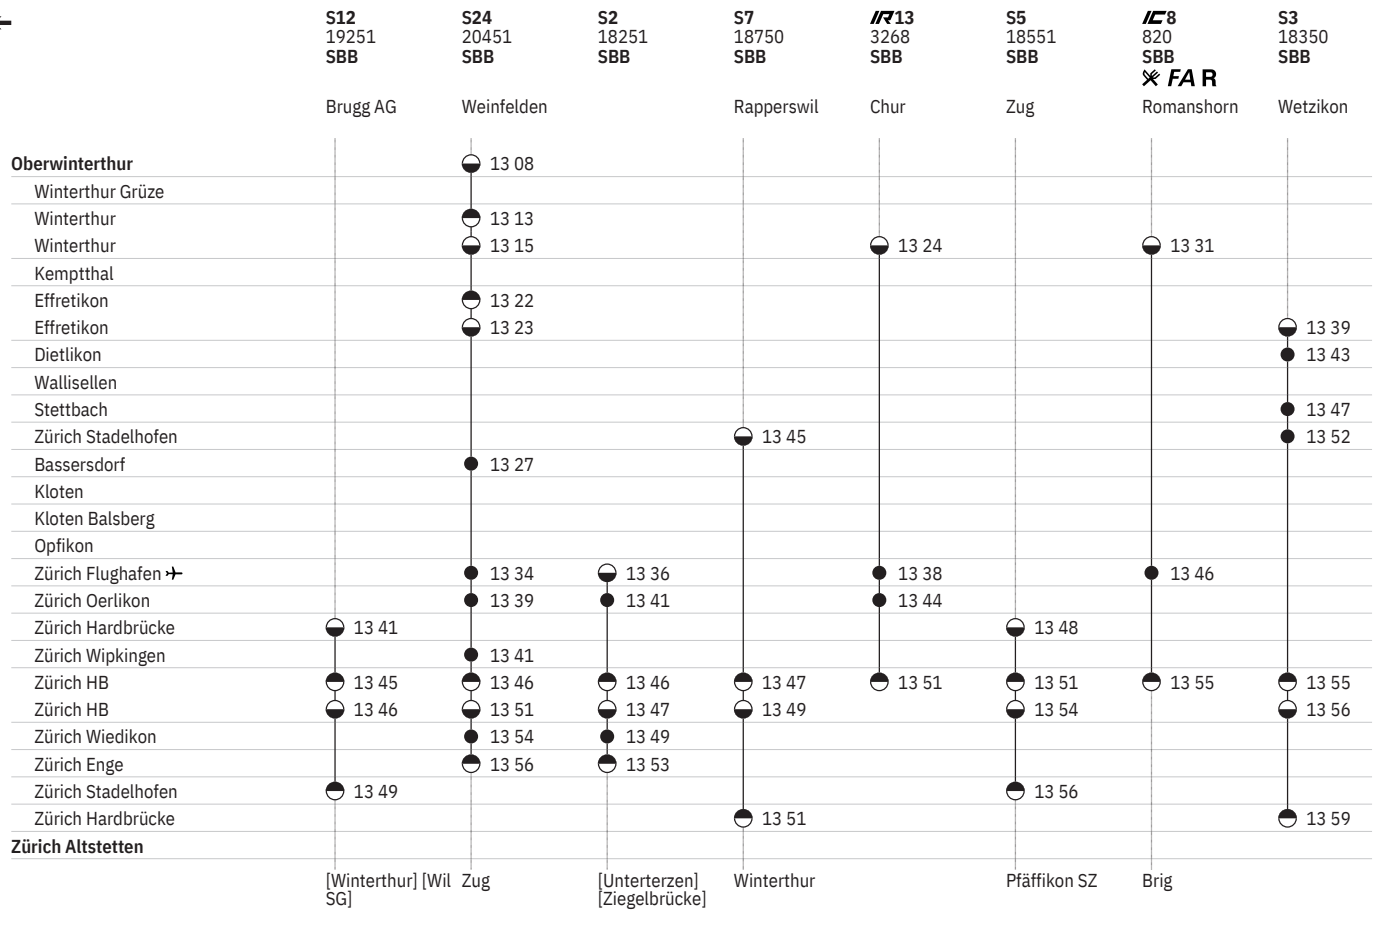 S12 S24 S2 S7 IR13 S5 IC8 S3
19251 20451 18251 18750 3268 18551 820 18350
SBB SBB SBB SBB SBB SBB SBB SBB
FA R
Brugg AG Weinfelden Rapperswil Chur Zug Romanshorn Wetzikon
Oberwinterthur 13 08
Winterthur Grüze
Winterthur 13 13
Winterthur 13 15 13 24 13 31
Kemptthal
Effretikon 13 22
Effretikon 13 23 13 39
Dietlikon 13 43
Wallisellen
Stettbach 13 47
Zürich Stadelhofen 13 45 13 52
Bassersdorf 13 27
Kloten
Kloten Balsberg
Opfikon
Zürich Flughafen 13 34 13 36 13 38 13 46
Zürich Oerlikon 13 39 13 41 13 44
Zürich Hardbrücke 13 41 13 48
Zürich Wipkingen 13 41
Zürich HB 13 45 13 46 13 46 13 47 13 51 13 51 13 55 13 55
Zürich HB 13 46 13 51 13 47 13 49 13 54 13 56
Zürich Wiedikon 13 54 13 49
Zürich Enge 13 56 13 53
Zürich Stadelhofen 13 49 13 56
Zürich Hardbrücke 13 51 13 59
Zürich Altstetten
[Winterthur] [Wil Zug [Unterterzen] Winterthur Pfäffikon SZ Brig
SG] [Ziegelbrücke]